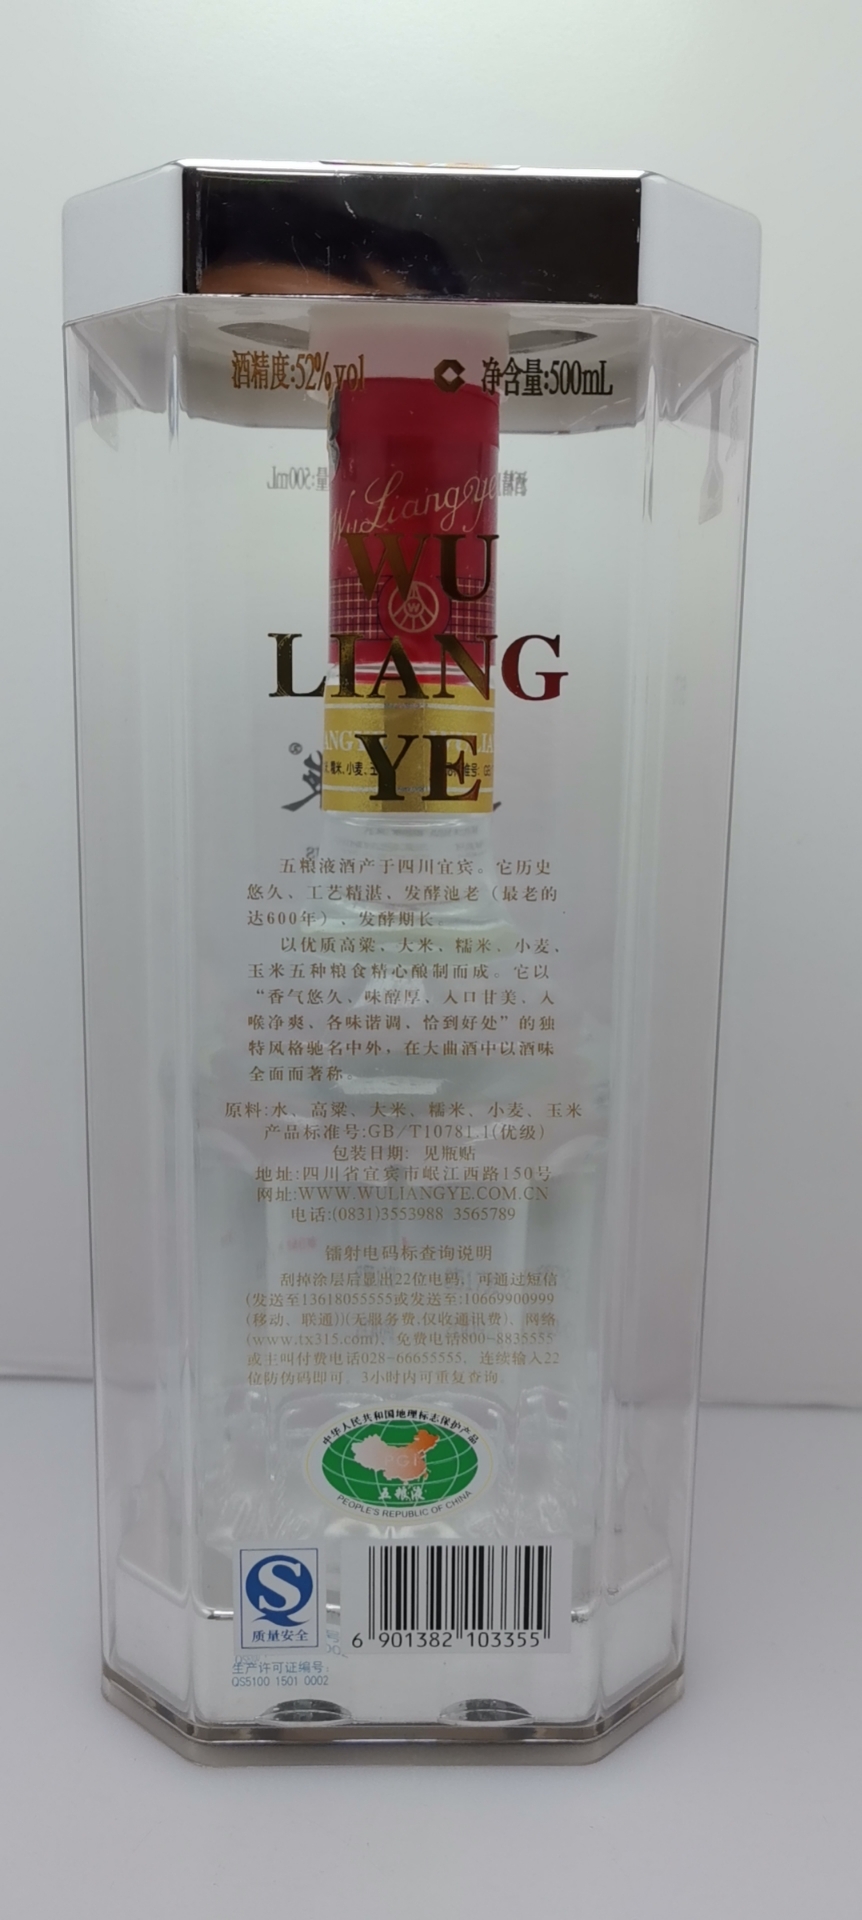 酒精度:52%vol
净含量:500mL
Wu Liang Ye
WU
LIANG
YE
五粮液酒产于四川宜宾。它历史
悠久、工艺精湛、发酵池老（最老的
达600年）、发酵期长。
以优质高粱、大米、糯米、小麦、
玉米五种粮食精心酿制而成。它以
“香气悠久、味醇厚、入口甘美、入
喉净爽、各味谐调、恰到好处”的独
特风格驰名中外，在大曲酒中以酒味
全面而著称。
原料:水、高粱、大米、糯米、小麦、玉米
产品标准号:GB/T10781.1(优级)
包装日期: 见瓶贴
地址:四川省宜宾市岷江西路150号
网址:WWW.WULIANGYE.COM.CN
电话:(0831)3553988 3565789
镭射电码标查询说明
刮掉涂层后显出22位电码，可通过短信
(发送至13618055555或发送至:10669900999
(移动、联通))(无服务费,仅收通讯费)、网络
(www.tx315.com)、免费电话800-8835555
或主叫付费电话028-66655555, 连续输入22
位防伪码即可。3小时内可重复查询。
中华人民共和国地理标志保护产品
PGI
五粮液
PEOPLE'S REPUBLIC OF CHINA
质量安全
6 901382 103355
生产许可证编号:
QS5100 1501 0002